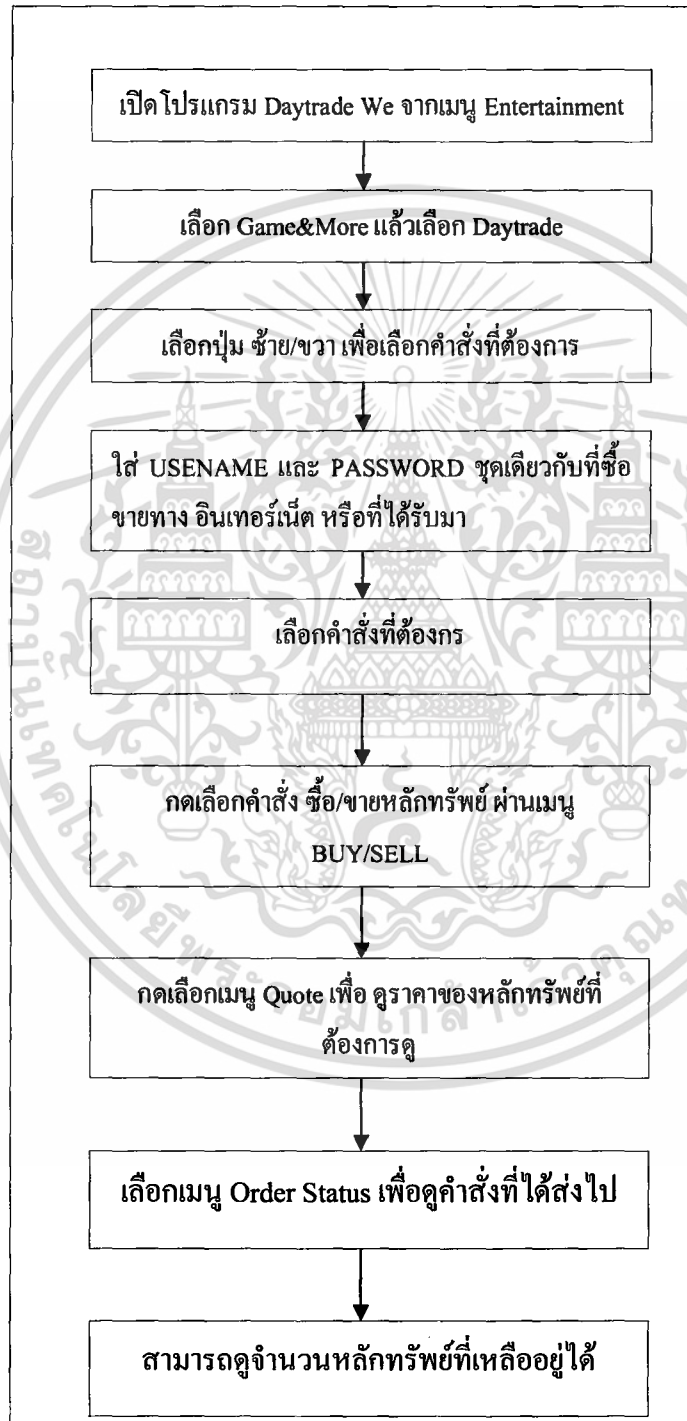 เปิดโปรแกรม Daytrade We จากเมนู Entertainment
เลือก Game&More แล้วเลือก Daytrade
เลือกปุ่ม ซ้าย/ขวา เพื่อเลือกคำสั่งที่ต้องการ
ใส่ USENAME และ PASSWORD ชุดเดียวกับที่ซื้อ
ขายทาง อินเทอร์เน็ต หรือที่ได้รับมา
เลือกคำสั่งที่ต้องกร
กดเลือกคำสั่ง ซื้อ/ขายหลักทรัพย์ ผ่านเมนู
BUY/SELL
กดเลือกเมนู Quote เพื่อ ดูราคาของหลักทรัพย์ที่
ต้องการดู
เลือกเมนู Order Status เพื่อดูคำสั่งที่ได้ส่งไป
สามารถดูจำนวนหลักทรัพย์ที่เหลืออยู่ได้